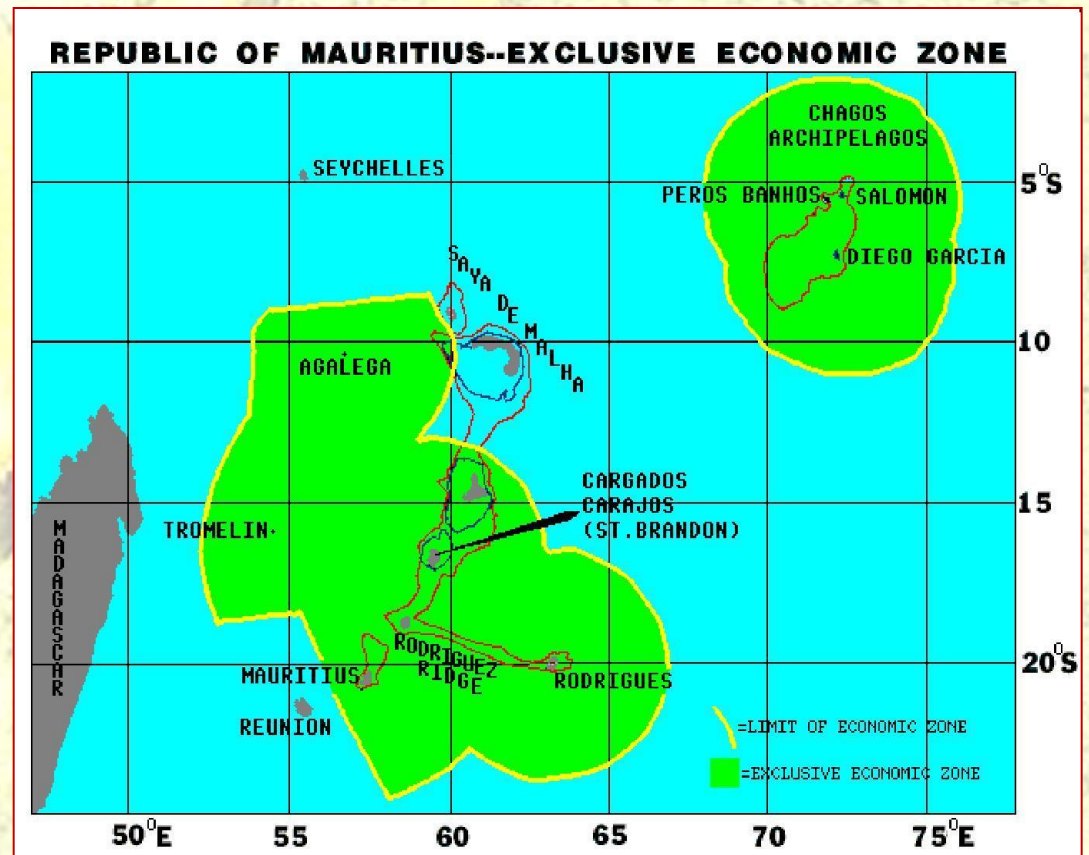 REPUBLIC OF MAURITIUS--EXCLUSIVE ECONOMIC ZONE
CHAGOS
ARCHIPELAGOS
SEYCHELLES
5°S
PEROS BANHOS
SALOMON
DIEGO GARCIA
SAYA DE MALHA
10
AGALEGA
CARGADOS
CARAJOS
(ST.BRANDON)
15
TROMELIN
MADAGASCAR
RODRIGUEZ
RIDGE
20°S
MAURITIUS
RODRIGUES
REUNION
=LIMIT OF ECONOMIC ZONE
=EXCLUSIVE ECONOMIC ZONE
50°E
55
60
65
70
75°E